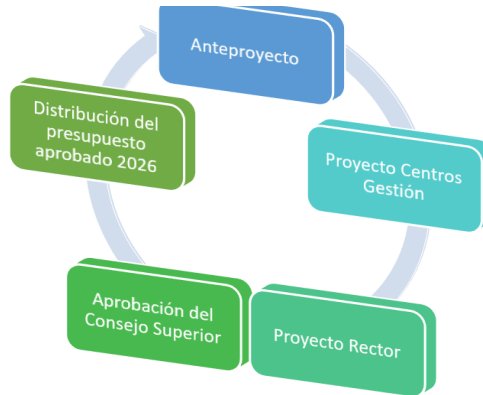 Anteproyecto
Proyecto Centros
Gestión
Proyecto Rector
Aprobación del
Consejo Superior
Distribución del
presupuesto
aprobado 2026